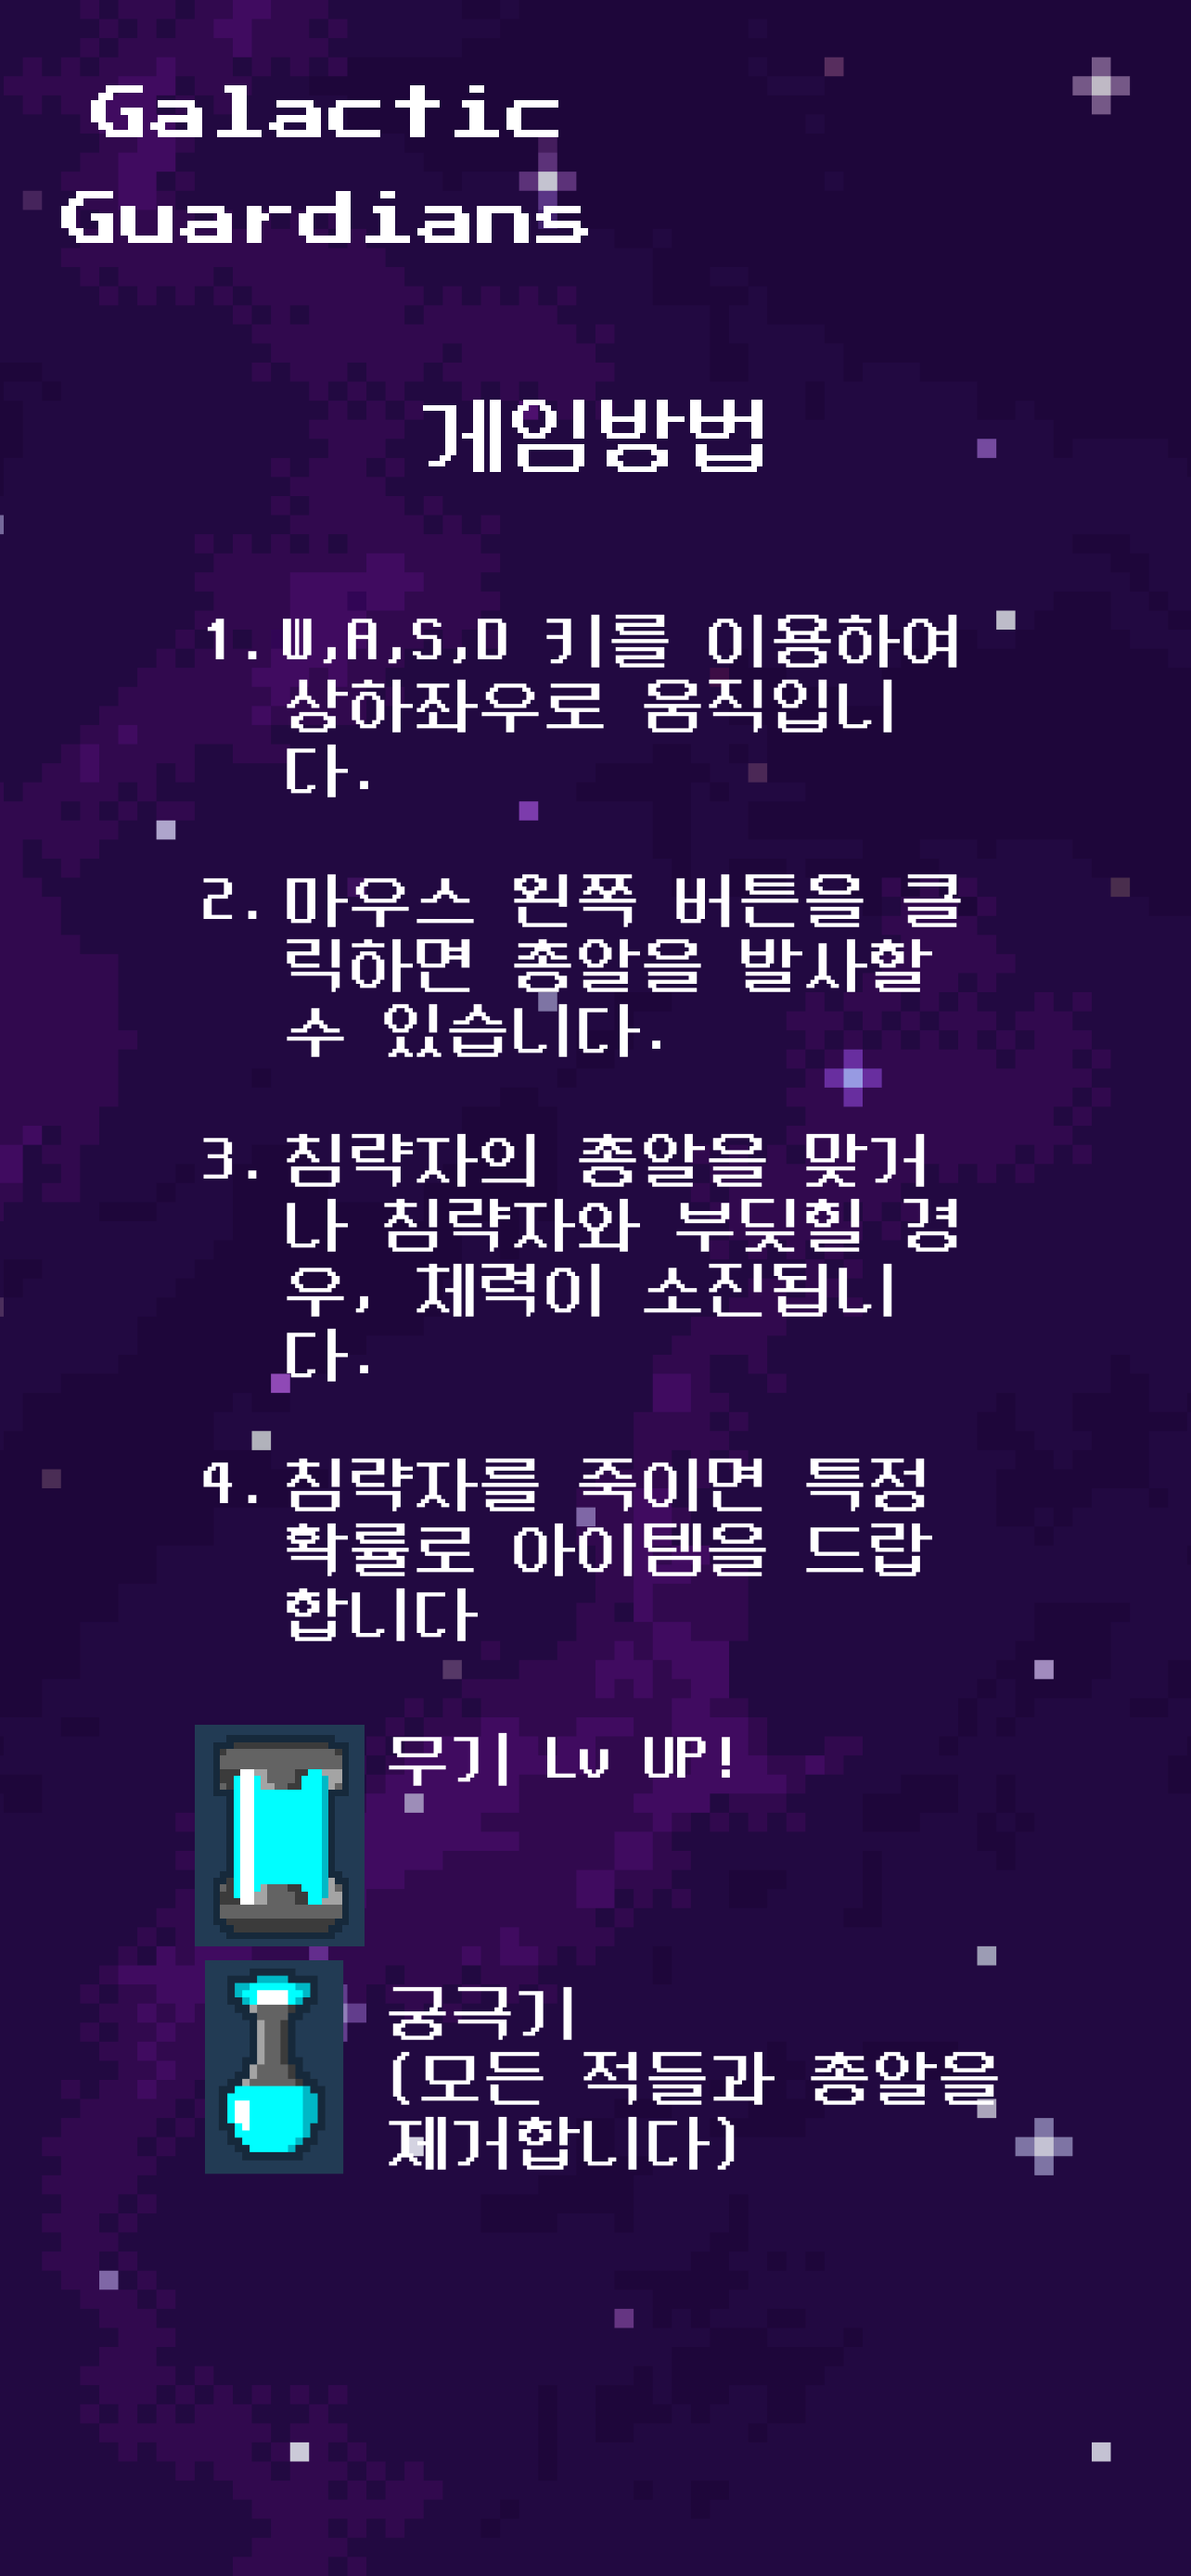 Galactic
Guardians
게임방법
1. W,A,S,D 키를 이용하여
상하좌우로 움직입니
다.
2. 마우스 왼쪽 버튼을 클
릭하면 총알을 발사할
수 있습니다.
3. 침략자의 총알을 맞거
나 침략자와 부딪힐 경
우, 체력이 소진됩니
다.
4. 침략자를 죽이면 특정
확률로 아이템을 드랍
합니다
무기 Lv UP!
궁극기
(모든 적들과 총알을
제거합니다)